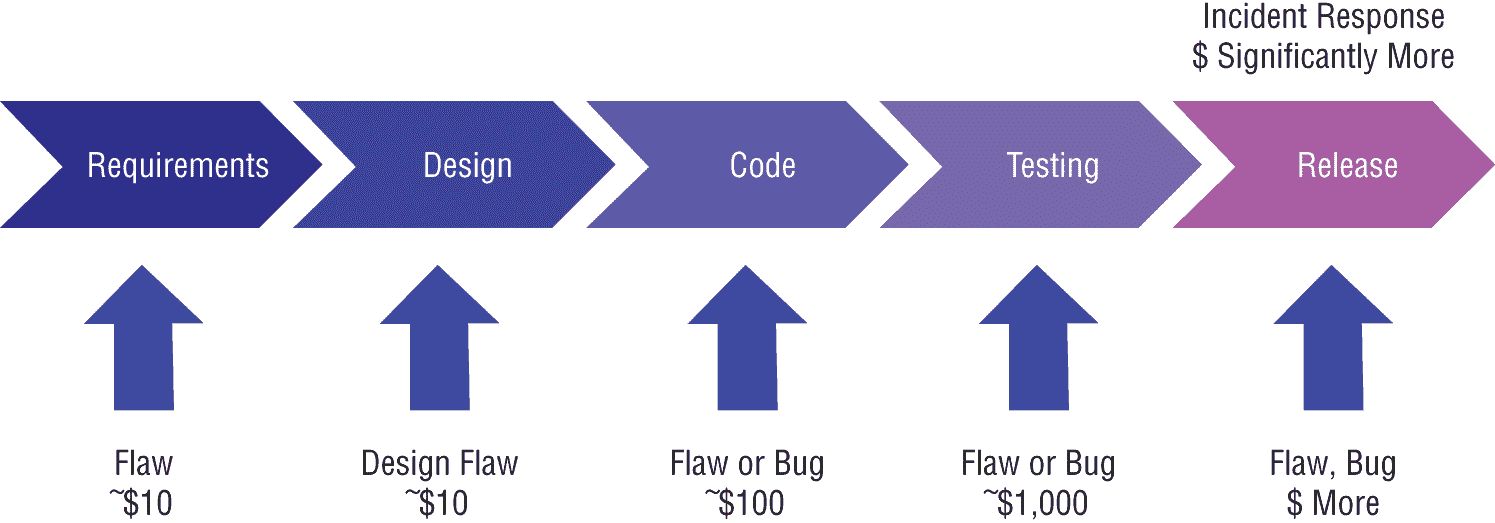 Incident Response
$ Significantly More
Requirements
Design
Code
Testing
Release
Flaw
~$10
Design Flaw
~$10
Flaw or Bug
~$100
Flaw or Bug
~$1,000
Flaw, Bug
$ More